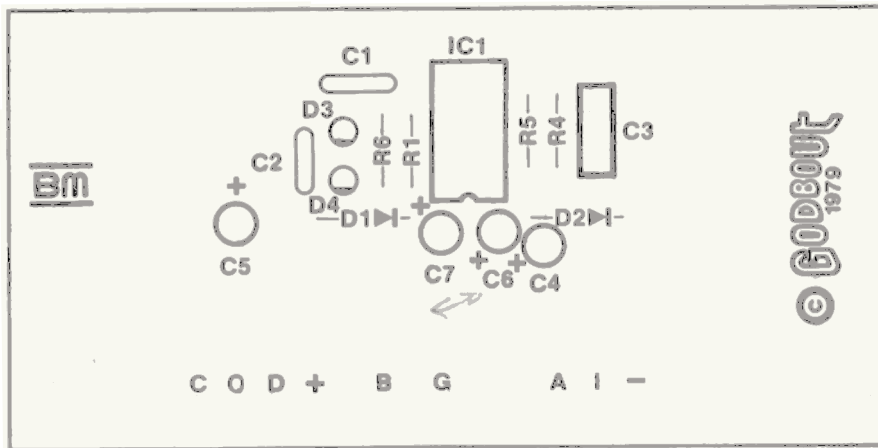 IC1
C1
D3
R6
R1
R5
R4
C3
C2
BM
+
D4
D1
+
D2
C5
C7
+
C6
+
C4
© GODBOUT
1979
C O D + B G A I −